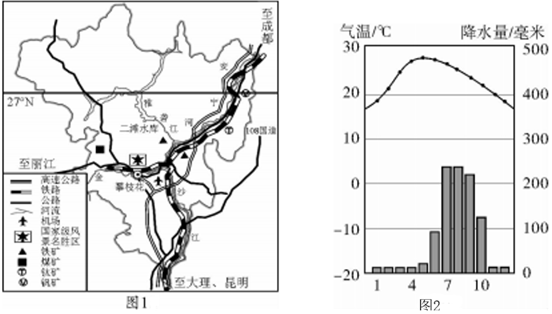 至成都
安
宁
河
雅
砻
江
27°N
二滩水库
108国道
至丽江
金
沙
江
攀枝花
高速公路
铁路
公路
河流
机场
国家级风
景名胜区
铁矿
煤矿
钛矿
钒矿
至大理、昆明
图1
气温/℃ 降水量/毫米
30 500
20 400
10 300
0 200
-10 100
-20 0
1 4 7 10
图2